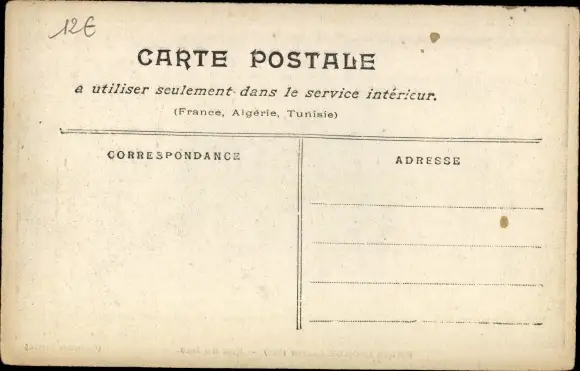 12€
CARTE POSTALE
a utiliser seulement dans le service intérieur.
(France, Algérie, Tunisie)
CORRESPONDANCE
ADRESSE